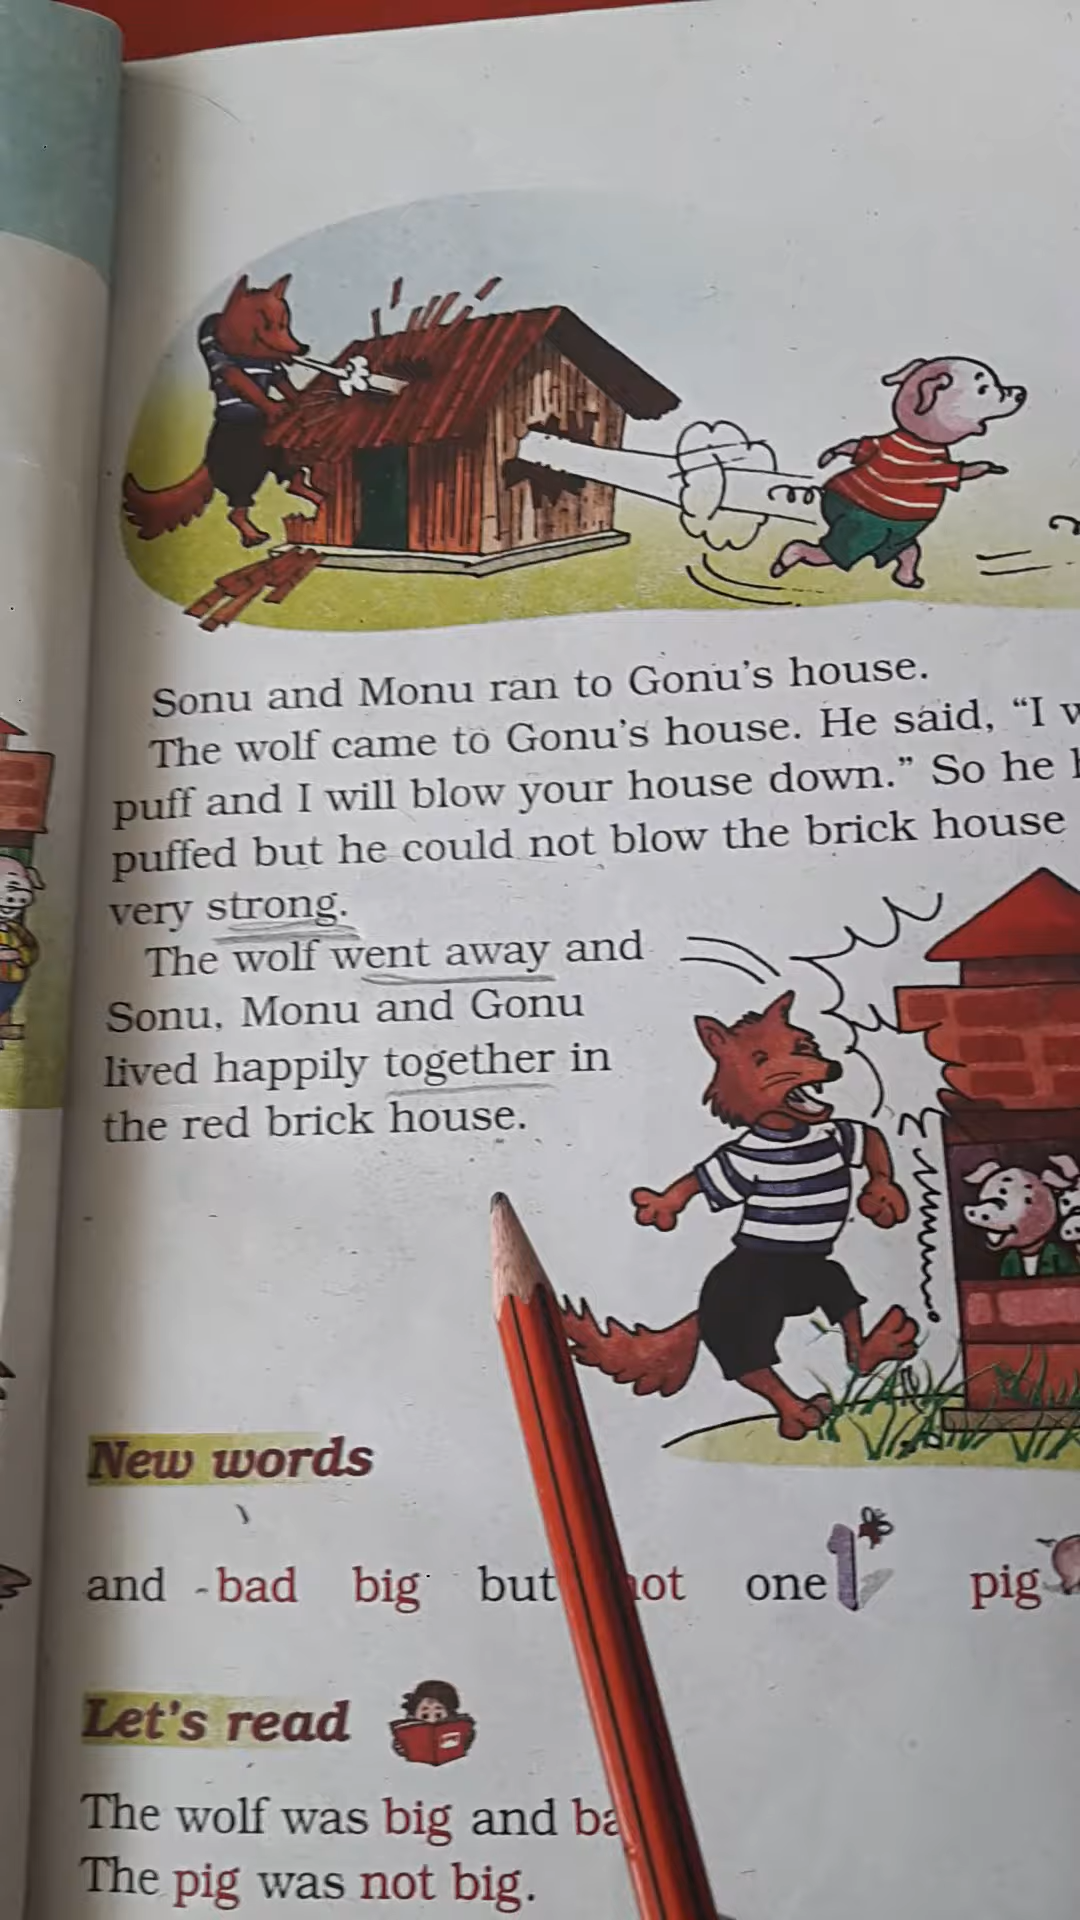 Sonu and Monu ran to Gonu's house.
The wolf came to Gonu's house. He said, “I
puff and I will blow your house down.” So he
puffed but he could not blow the brick house
very strong.
The wolf went away and
Sonu, Monu and Gonu
lived happily together in
the red brick house.
New words
and bad big but one pig
Let's read
The wolf was big and
The pig was not big.